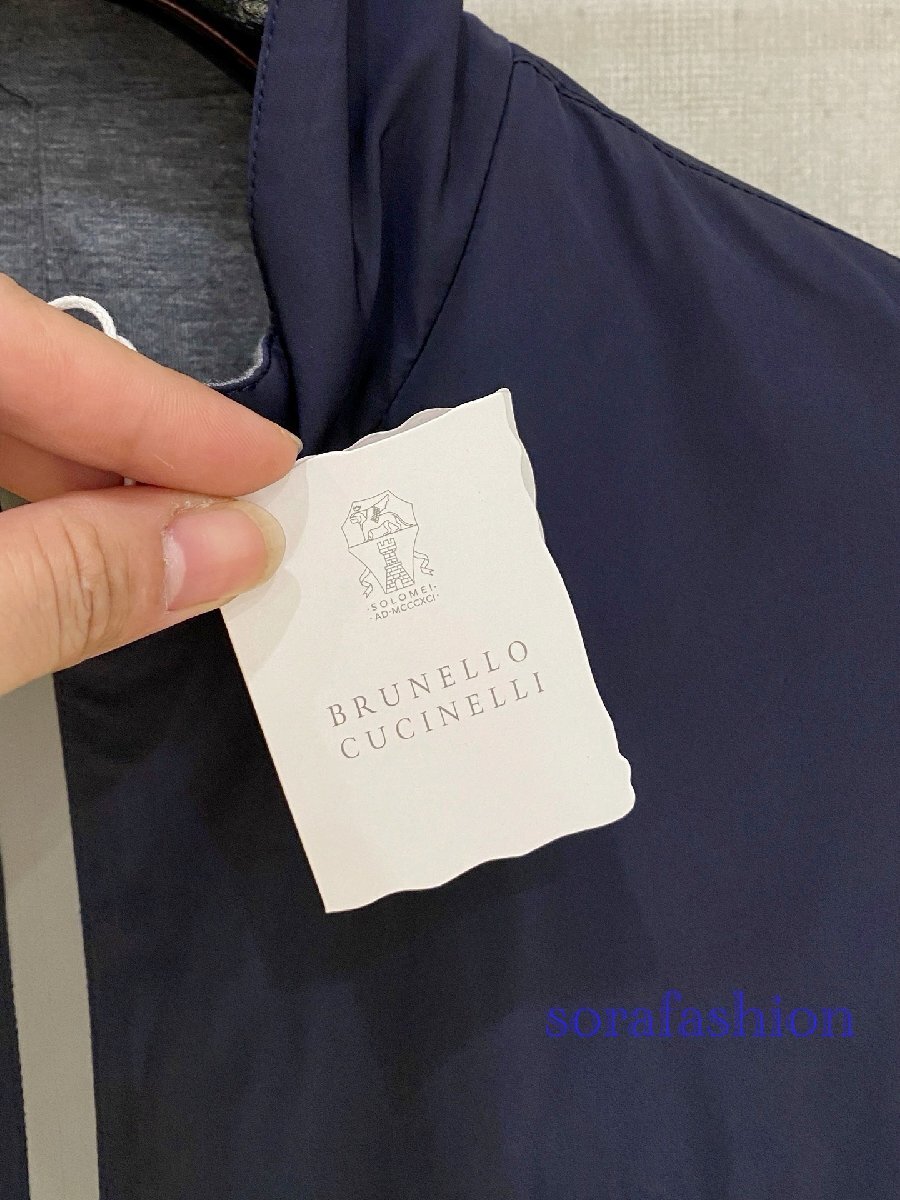 ·SOLOMEI·
·AD·MCCCXCI·
BRUNELLO
CUCINELLI
sorafashion